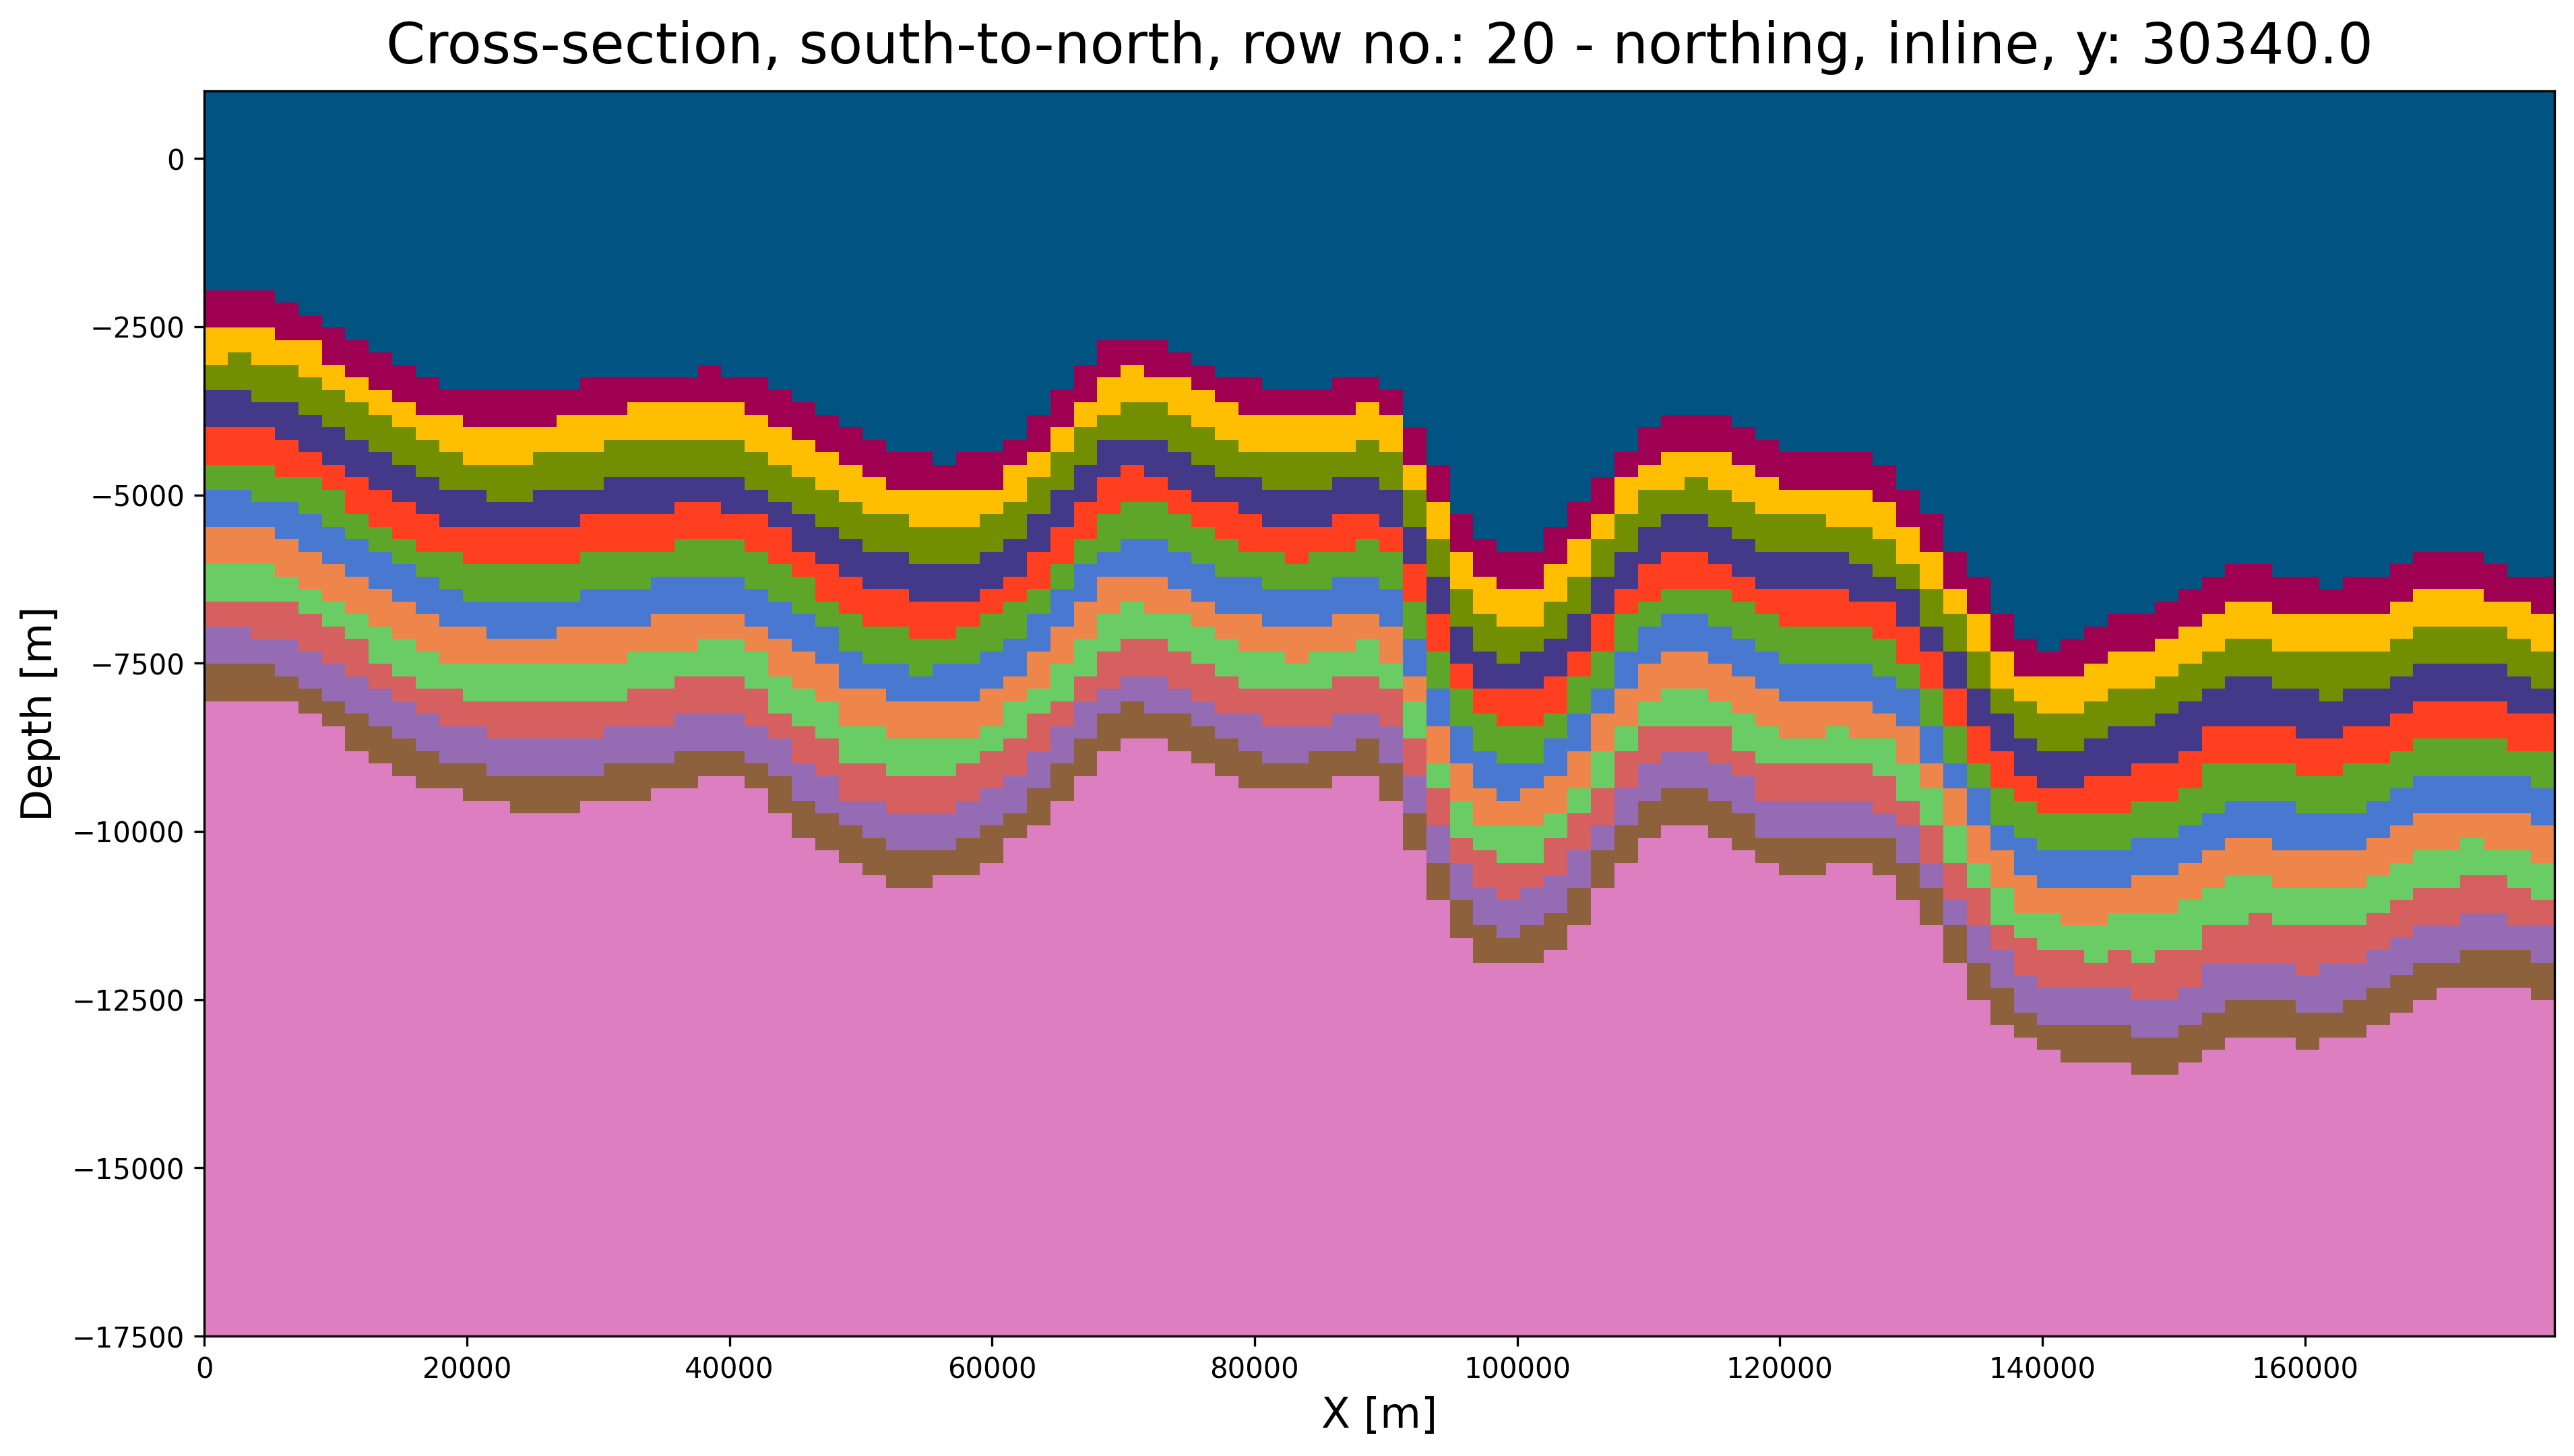 Cross-section, south-to-north, row no.: 20 - northing, inline, y: 30340.0
0
−2500
−5000
−7500
−10000
−12500
−15000
−17500
Depth [m]
0 20000 40000 60000 80000 100000 120000 140000 160000
X [m]